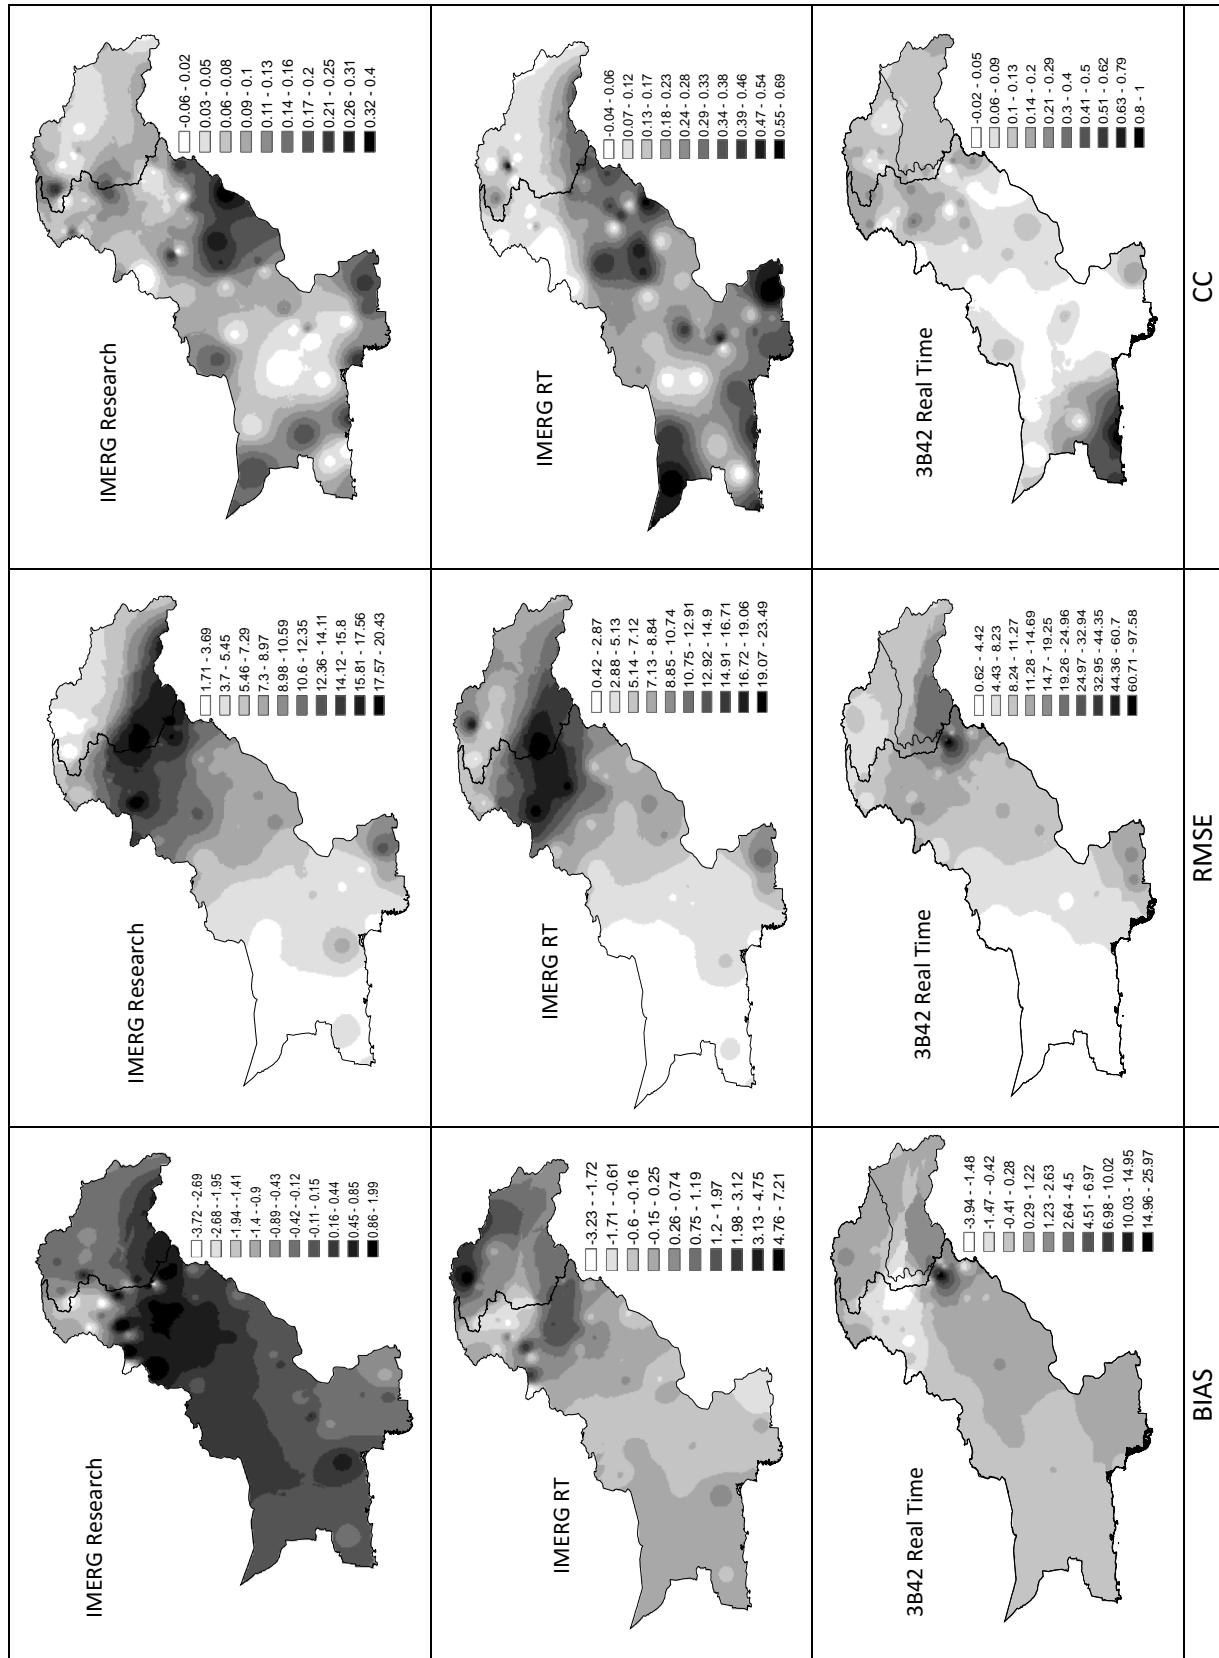 IMERG Research
-3.72 - -2.69
-2.68 - -1.95
-1.94 - -1.41
-1.4 - -0.9
-0.89 - -0.43
-0.42 - -0.12
-0.11 - 0.15
0.16 - 0.44
0.45 - 0.85
0.86 - 1.99
IMERG Research
1.71 - 3.69
3.7 - 5.45
5.46 - 7.29
7.3 - 8.97
8.98 - 10.59
10.6 - 12.35
12.36 - 14.11
14.12 - 15.8
15.81 - 17.56
17.57 - 20.43
IMERG Research
-0.06 - 0.02
0.03 - 0.05
0.06 - 0.08
0.09 - 0.1
0.11 - 0.13
0.14 - 0.16
0.17 - 0.2
0.21 - 0.25
0.26 - 0.31
0.32 - 0.4
IMERG RT
-3.23 - -1.72
-1.71 - -0.61
-0.6 - -0.16
-0.15 - 0.25
0.26 - 0.74
0.75 - 1.19
1.2 - 1.97
1.98 - 3.12
3.13 - 4.75
4.76 - 7.21
IMERG RT
0.42 - 2.87
2.88 - 5.13
5.14 - 7.12
7.13 - 8.84
8.85 - 10.74
10.75 - 12.91
12.92 - 14.9
14.91 - 16.71
16.72 - 19.06
19.07 - 23.49
IMERG RT
-0.04 - 0.06
0.07 - 0.12
0.13 - 0.17
0.18 - 0.23
0.24 - 0.28
0.29 - 0.33
0.34 - 0.38
0.39 - 0.46
0.47 - 0.54
0.55 - 0.69
3B42 Real Time
-3.94 - -1.48
-1.47 - -0.42
-0.41 - 0.28
0.29 - 1.22
1.23 - 2.63
2.64 - 4.5
4.51 - 6.97
6.98 - 10.02
10.03 - 14.95
14.96 - 25.97
3B42 Real Time
0.62 - 4.42
4.43 - 8.23
8.24 - 11.27
11.28 - 14.69
14.7 - 19.25
19.26 - 24.96
24.97 - 32.94
32.95 - 44.35
44.36 - 60.7
60.71 - 97.58
3B42 Real Time
-0.02 - 0.05
0.06 - 0.09
0.1 - 0.13
0.14 - 0.2
0.21 - 0.29
0.3 - 0.4
0.41 - 0.5
0.51 - 0.62
0.63 - 0.79
0.8 - 1
BIAS RMSE CC